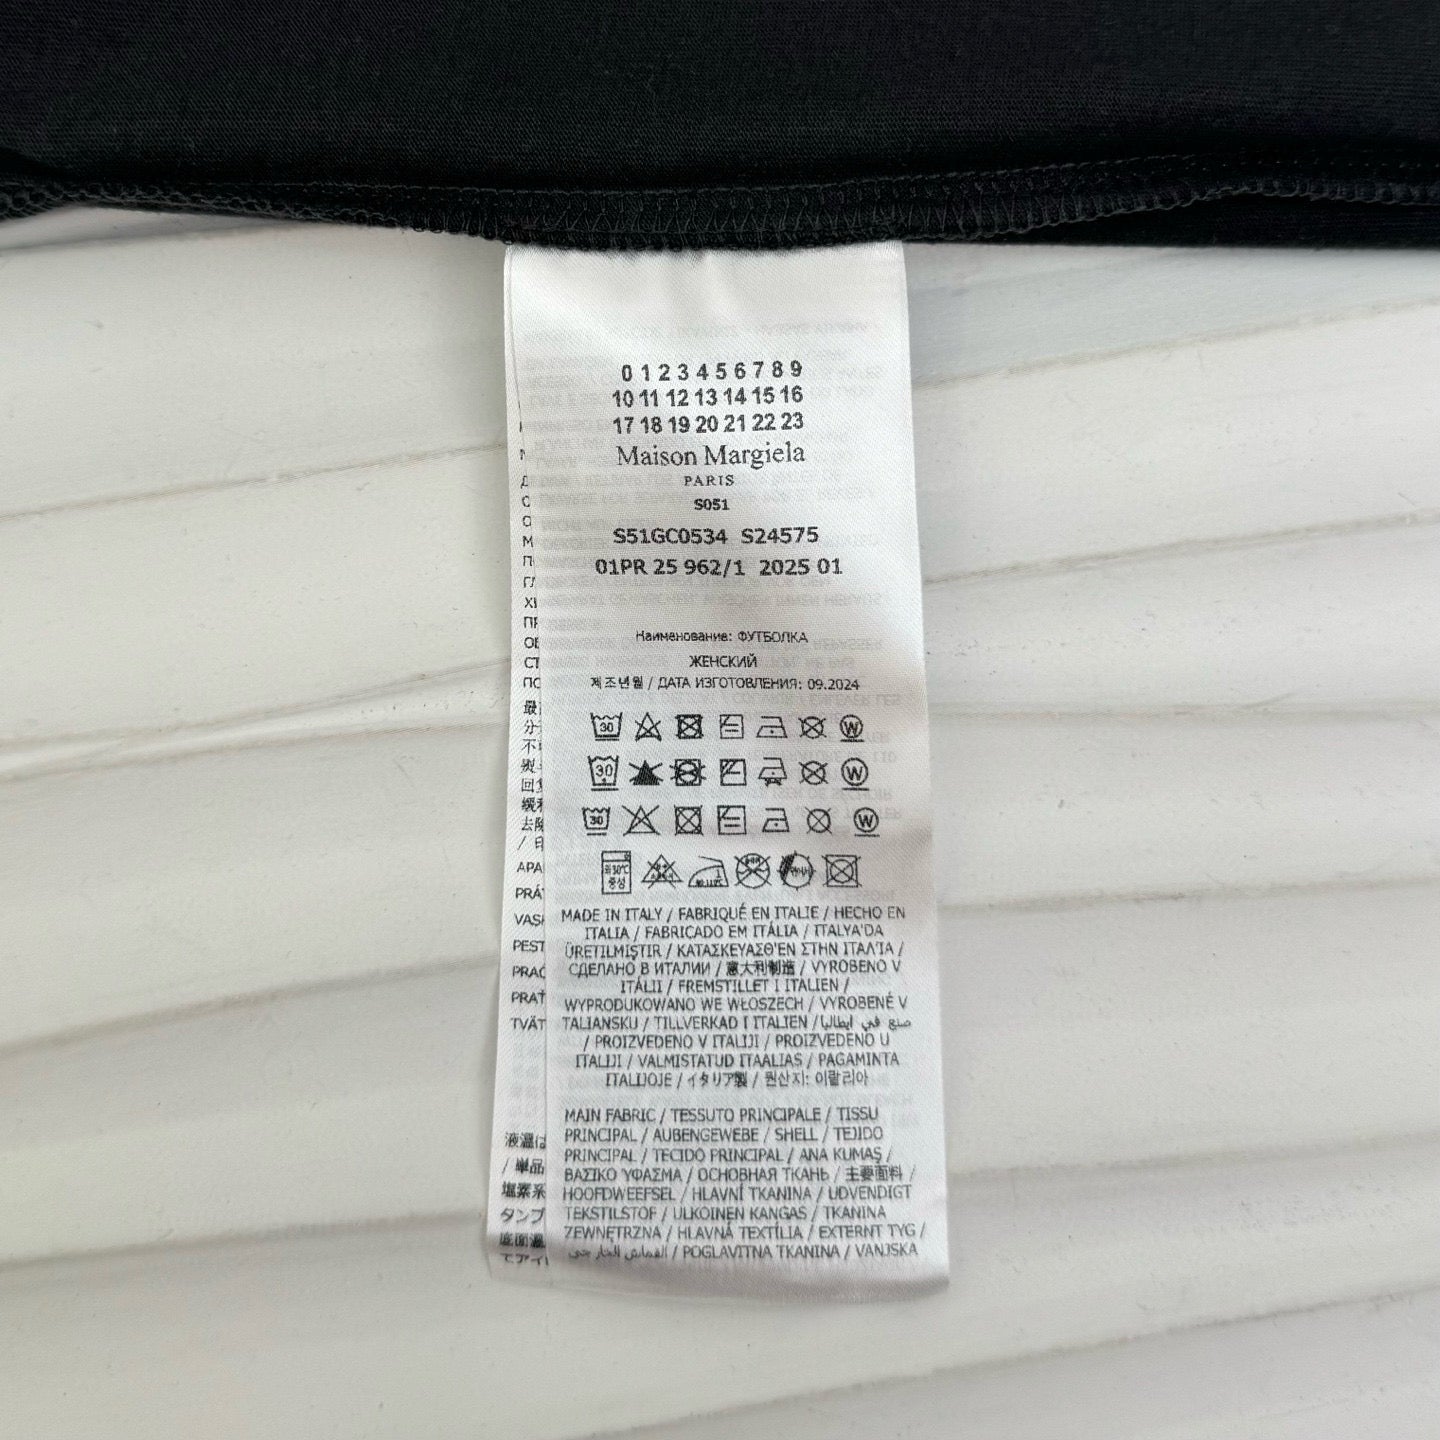 0 1 2 3 4 5 6 7 8 9
10 11 12 13 14 15 16
17 18 19 20 21 22 23
Maison Margiela
PARIS
S051
S51GC0534 S24575
01PR 25 962/1 2025 01
Наименование: ФУТБОЛКА
ЖЕНСКИЙ
제조년월 / ДАТА ИЗГОТОВЛЕНИЯ: 09.2024
30 W
30 W
30 W
MADE IN ITALY / FABRIQUÉ EN ITALIE / HECHO EN
ITALIA / FABRICADO EM ITÁLIA / ITALYA'DA
ÜRETILMIŞTIR / ΚΑΤΑΣΚΕΥΑΣΘ'ΕΝ ΣΤΗΝ ΙΤΑΛ'ΙΑ /
СДЕЛАНО В ИТАЛИИ / 意大利制造 / VYROBENO V
ITÁLII / FREMSTILLET I ITALIEN /
WYPRODUKOWANO WE WŁOSZECH / VYROBENÉ V
TALIANSKU / TILLVERKAD I ITALIEN / صنع في ايطاليا
/ PROIZVEDENO V ITALIJI / PROIZVEDENO U
ITALIJI / VALMISTATUD ITAALIAS / PAGAMINTA
ITALIJOJE / イタリア製 / 원산지: 이탈리아
MAIN FABRIC / TESSUTO PRINCIPALE / TISSU
PRINCIPAL / AUBENGEWEBE / SHELL / TEJIDO
PRINCIPAL / TECIDO PRINCIPAL / ANA KUMAŞ /
ΒΑΣΙΚΟ ΎΦΑΣΜΑ / ОСНОВНАЯ ТКАНЬ / 主要面料 /
HOOFDWEEFSEL / HLAVNÍ TKANINA / UDVENDIGT
TEKSTILSTOF / ULKOINEN KANGAS / TKANINA
ZEWNĘTRZNA / HLAVNÁ TEXTÍLIA / EXTERNT TYG /
/ POGLAVITNA TKANINA / VANJSKA